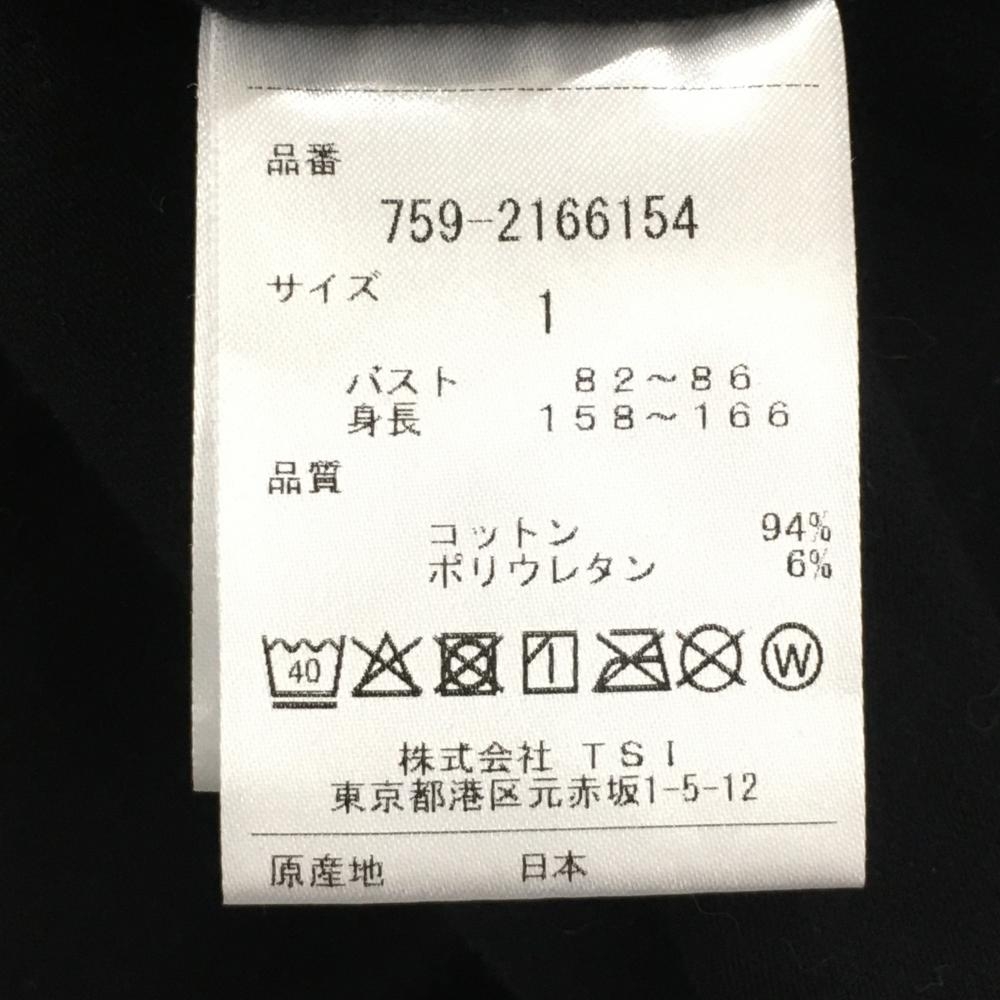 品番
759-2166154
サイズ
1
バスト 82～86
身長 158～166
品質
コットン 94%
ポリウレタン 6%
40 W
株式会社 TSI
東京都港区元赤坂1-5-12
原産地 日本